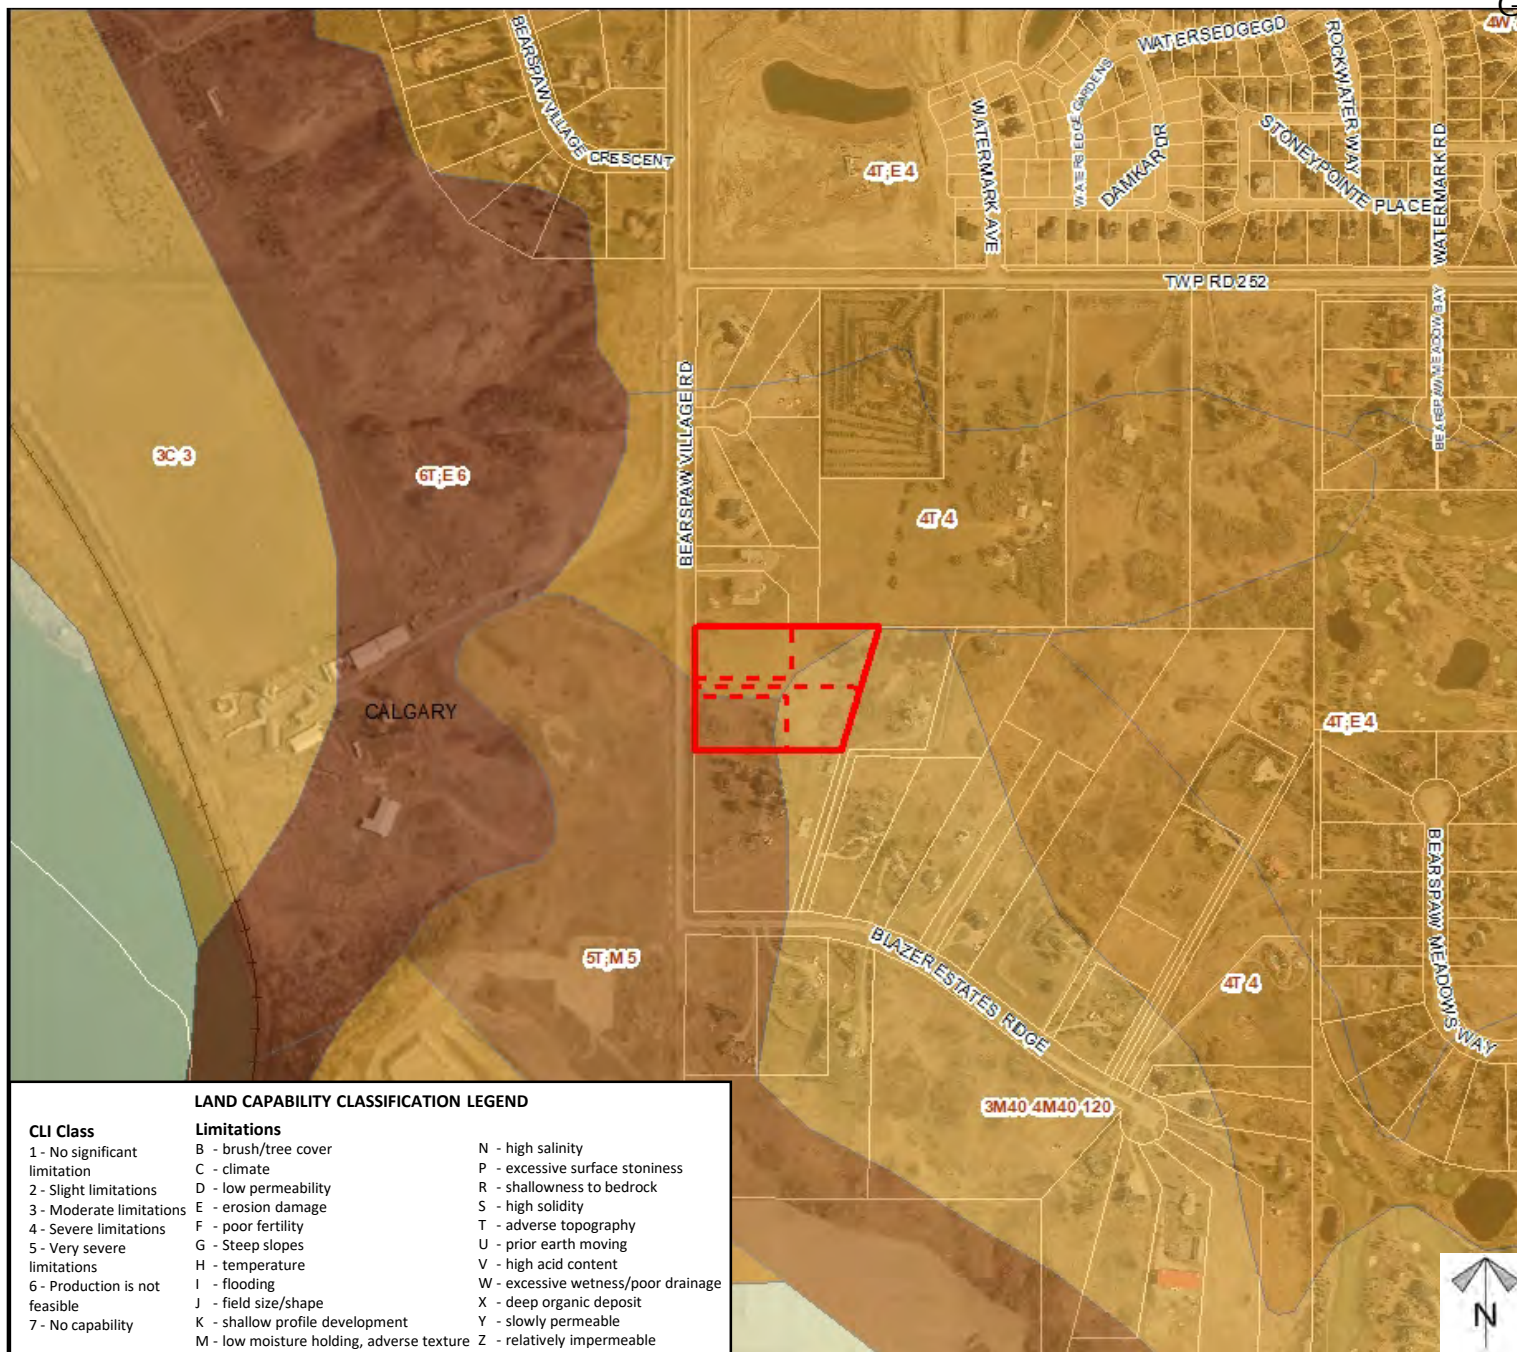 4W
WATERSEDGEGD
ROCKWATER WAY
BEARSPAW VILLAGE CRESCENT
WATERSEDGE GARDENS
WATERMARK AVE
DAMKAR DR
STONEYPOINTE PLACE
WATERMARK RD
4T;E 4
TWP RD 252
BEARSPAW MEADOW BAY
BEARSPAW VILLAGE RD
3C 3
6T;E 6
4T 4
CALGARY
4T;E 4
BEARSPAW MEADOWS WAY
BLAZER ESTATES RIDGE
5T;M 5
4T 4
3M40 4M40 120
LAND CAPABILITY CLASSIFICATION LEGEND
CLI Class
1 - No significant
limitation
2 - Slight limitations
3 - Moderate limitations
4 - Severe limitations
5 - Very severe
limitations
6 - Production is not
feasible
7 - No capability
Limitations
B - brush/tree cover
C - climate
D - low permeability
E - erosion damage
F - poor fertility
G - Steep slopes
H - temperature
I - flooding
J - field size/shape
K - shallow profile development
M - low moisture holding, adverse texture
N - high salinity
P - excessive surface stoniness
R - shallowness to bedrock
S - high solidity
T - adverse topography
U - prior earth moving
V - high acid content
W - excessive wetness/poor drainage
X - deep organic deposit
Y - slowly permeable
Z - relatively impermeable
N